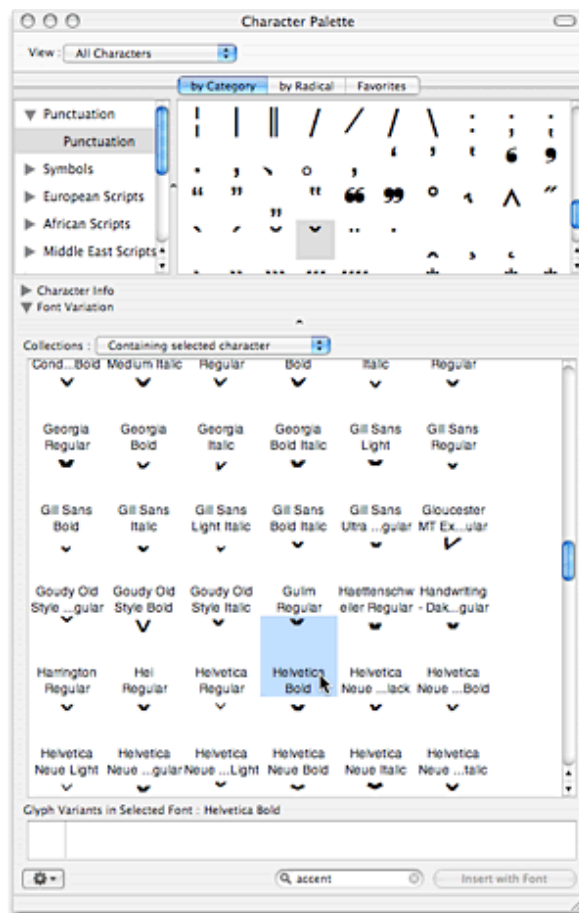 Character Palette
View : All Characters
by Category by Radical Favorites
Punctuation
Punctuation
Symbols
European Scripts
African Scripts
Middle East Scripts
Character Info
Font Variation
Collections : Containing selected character
Cond...Bold Medium Italic Regular Bold Italic Regular
Georgia Georgia Georgia Georgia Gill Sans Gill Sans
Regular Bold Italic Bold Italic Light Regular
Gill Sans Gill Sans Gill Sans Gill Sans Gill Sans Gloucester
Bold Italic Light Italic Bold Italic Ultra ...gular MT Ex...ular
Goudy Old Goudy Old Goudy Old Gulim Haettenschw Handwriting
Style ...gular Style Bold Style Italic Regular eiler Regular - Dak...gular
Harrington Hei Helvetica Helvetica Helvetica Helvetica
Regular Regular Regular Bold Neue ...lack Neue ...Bold
Helvetica Helvetica Helvetica Helvetica Helvetica Helvetica
Neue Light Neue ...gular Neue ...Light Neue Bold Neue Italic Neue ...talic
Glyph Variants in Selected Font : Helvetica Bold
accent Insert with Font